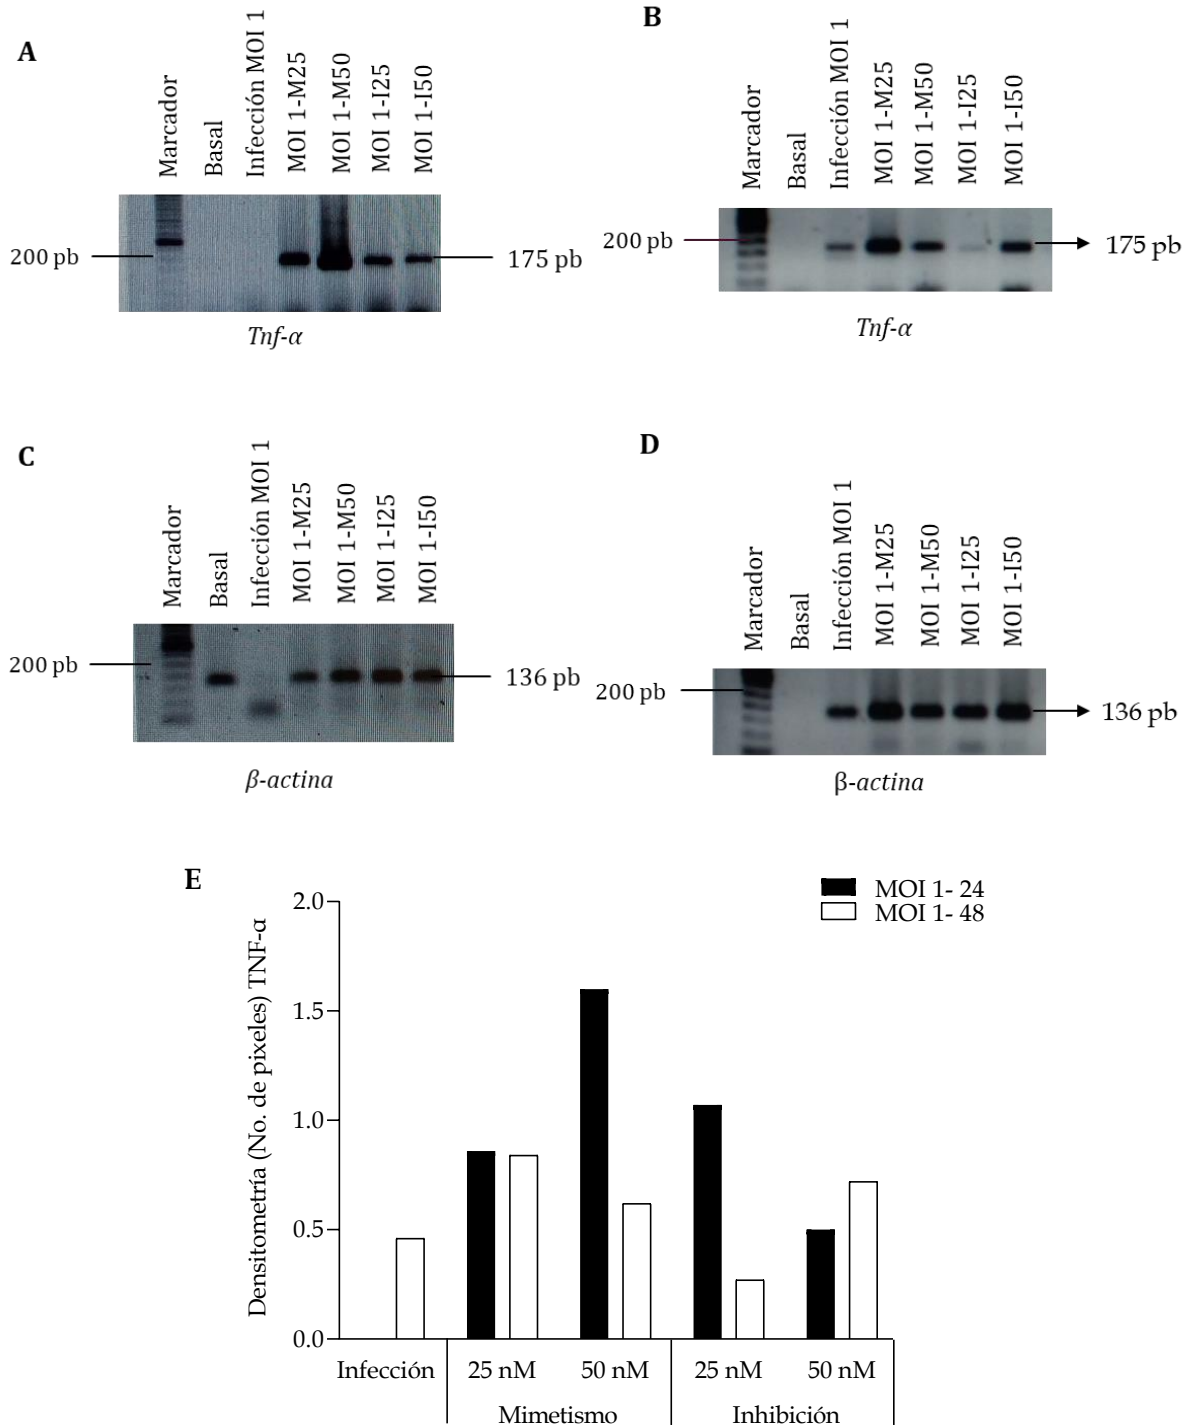 A
Marcador
Basal
Infección MOI 1
MOI 1-M25
MOI 1-M50
MOI 1-I25
MOI 1-I50
200 pb
175 pb
Tnf-α
B
Marcador
Basal
Infección MOI 1
MOI 1-M25
MOI 1-M50
MOI 1-I25
MOI 1-I50
200 pb
175 pb
Tnf-α
C
Marcador
Basal
Infección MOI 1
MOI 1-M25
MOI 1-M50
MOI 1-I25
MOI 1-I50
200 pb
136 pb
β-actina
D
Marcador
Basal
Infección MOI 1
MOI 1-M25
MOI 1-M50
MOI 1-I25
MOI 1-I50
200 pb
136 pb
β-actina
E
MOI 1- 24
MOI 1- 48
Densitometría (No. de pixeles) TNF-α
2.0
1.5
1.0
0.5
0.0
Infección 25 nM 50 nM 25 nM 50 nM
Mimetismo Inhibición